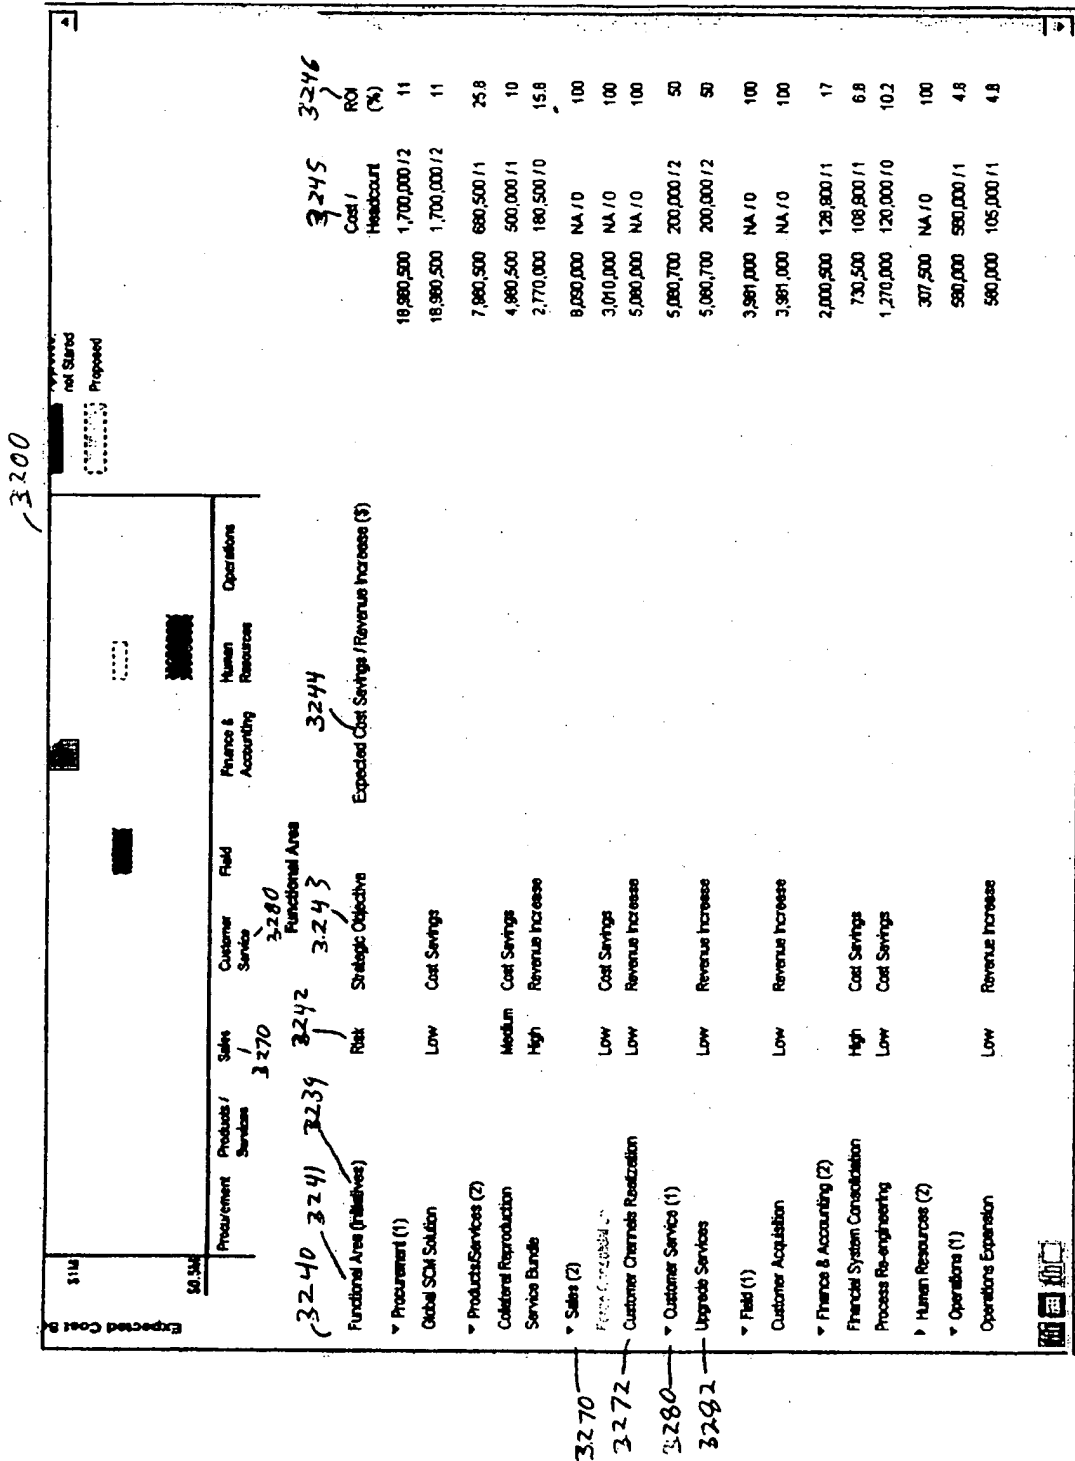 3200
not Stared
Proposed
$1M
$0.5M
Procurement Products / Services Sales Customer Service Field Finance & Accounting Human Resources Operations
3270 3280
Functional Area
3240 3241 3239 3242 3243 3244 3245 3246
Functional Area (Initiatives) Risk Strategic Objective Expected Cost Savings / Revenue Increase ($) Cost / Headcount ROI (%)
Procurement (1) 18,980,500 1,700,000 / 2 11
Global SCM Solution Low Cost Savings 18,980,500 1,700,000 / 2 11
Products/Services (2) 7,980,500 680,500 / 1 25.8
Collateral Reproduction Medium Cost Savings 4,980,500 500,000 / 1 10
Service Bundle High Revenue Increase 2,770,000 180,500 / 0 15.8
3270 Sales (2) 8,090,000 NA / 0 100
Low Cost Savings 3,010,000 NA / 0 100
3272 Customer Channels Realization Low Revenue Increase 5,080,000 NA / 0 100
3280 Customer Service (1) 5,080,700 200,000 / 2 50
3282 Upgrade Services Low Revenue Increase 5,080,700 200,000 / 2 50
Field (1) 3,981,000 NA / 0 100
Customer Acquisition Low Revenue Increase 3,981,000 NA / 0 100
Finance & Accounting (2) 2,000,500 128,900 / 1 17
Financial System Consolidation High Cost Savings 730,500 108,900 / 1 6.8
Process Re-engineering Low Cost Savings 1,270,000 120,000 / 0 10.2
Human Resources (2) 307,500 NA / 0 100
Operations (1) 580,000 580,000 / 1 4.8
Operations Expansion Low Revenue Increase 580,000 105,000 / 1 4.8